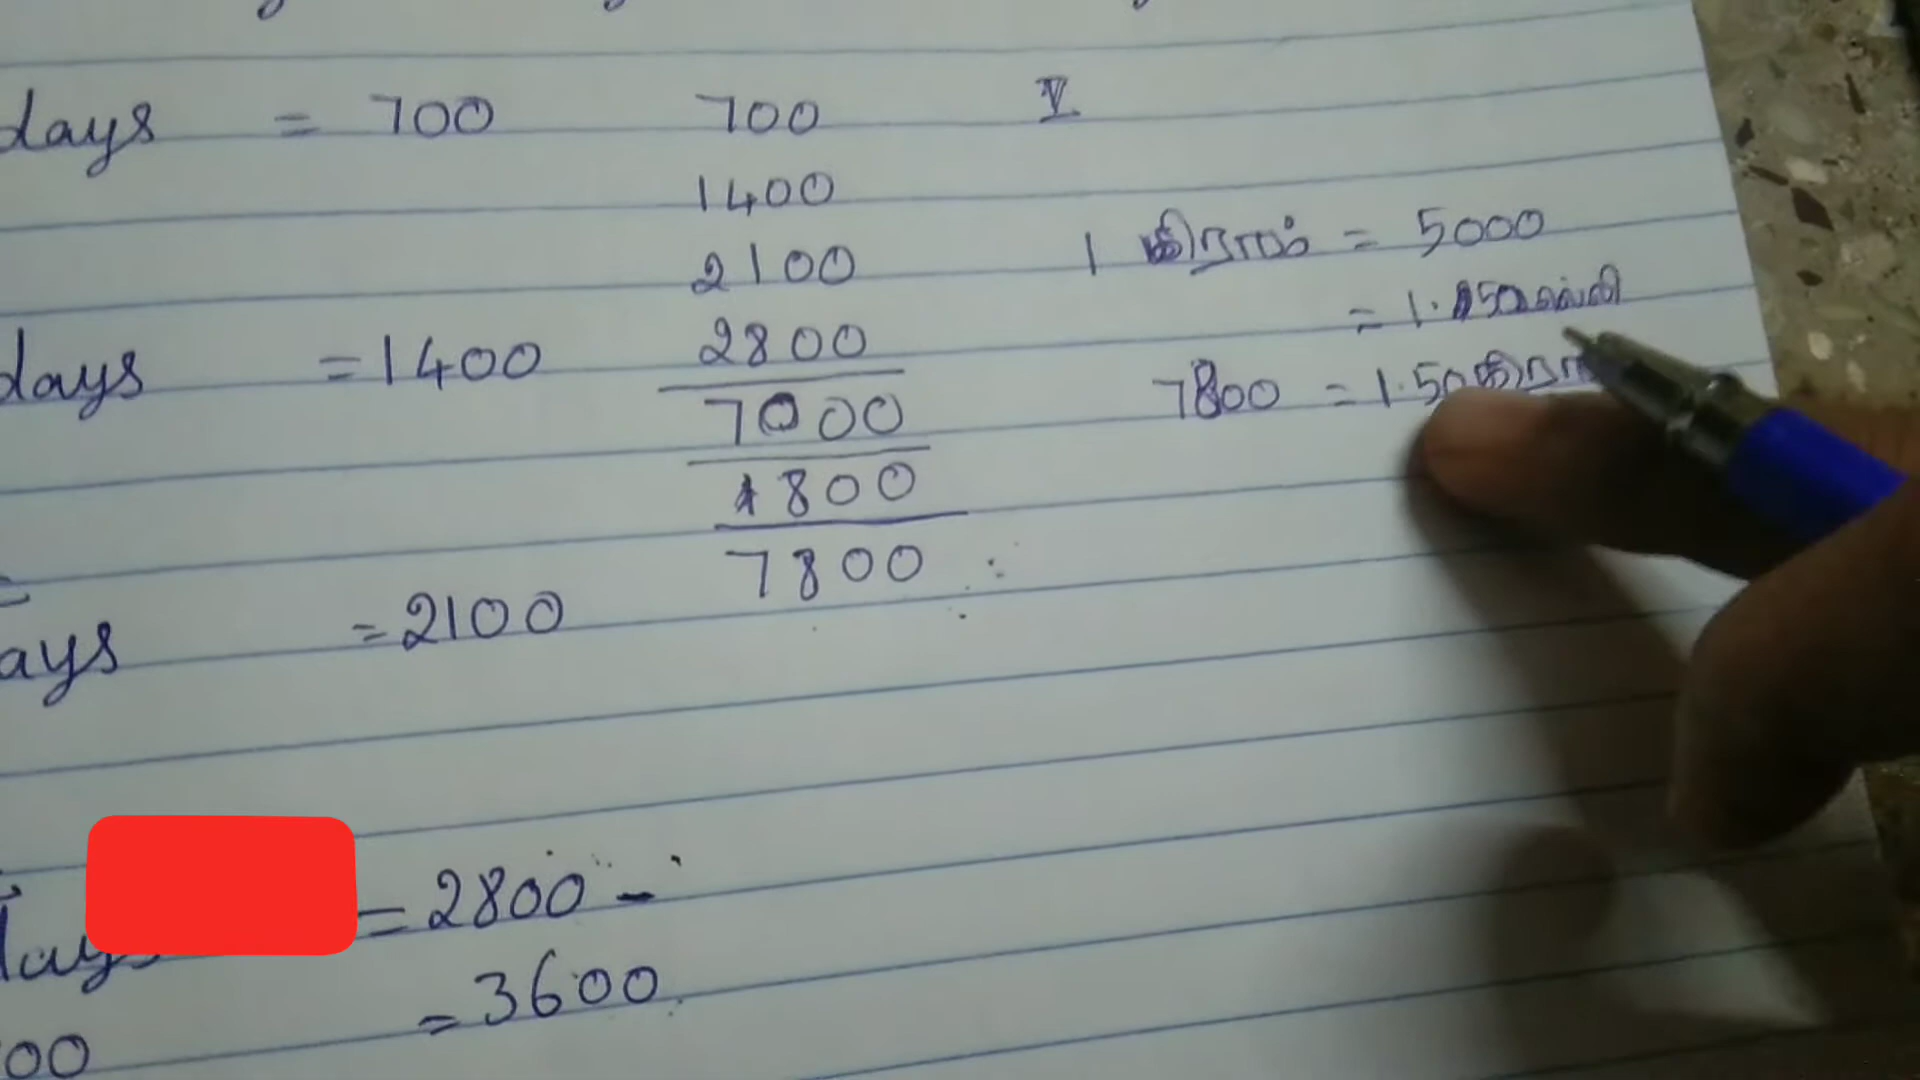 days = 700 700 V
1400
2100
1 கிராம் = 5000
days = 1400 2800 = 1.
7000 7800 = 1.50
1800
7800
ays = 2100
= 2800 -
= 3600
00